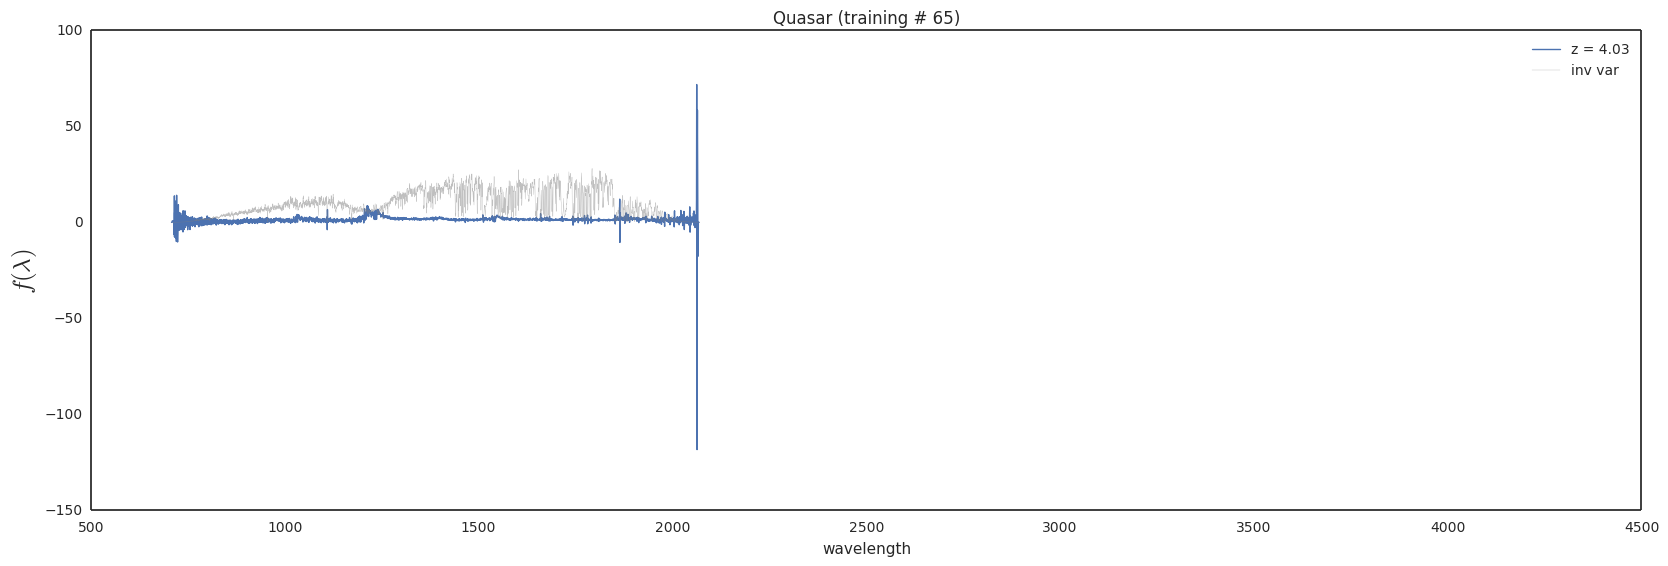 Quasar (training # 65)
100
50
0
−50
−100
−150
f(λ)
z = 4.03
inv var
500 1000 1500 2000 2500 3000 3500 4000 4500
wavelength